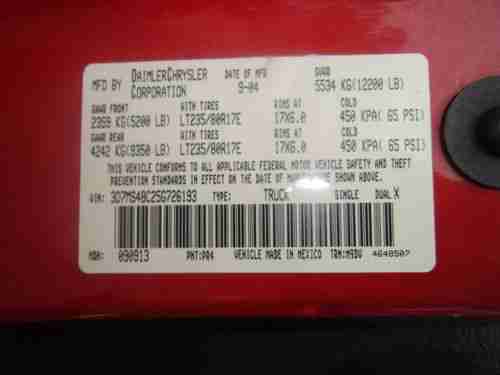 MFD BY DAIMLERCHRYSLER CORPORATION
DATE OF MFG 9-04
GVWR 5534 KG(12200 LB)
GAWR FRONT WITH TIRES RIMS AT COLD
2359 KG(5200 LB) LT235/80R17E 17X6.0 450 KPA( 65 PSI)
GAWR REAR WITH TIRES RIMS AT COLD
4242 KG(9350 LB) LT235/80R17E 17X6.0 450 KPA( 65 PSI)
THIS VEHICLE CONFORMS TO ALL APPLICABLE FEDERAL MOTOR VEHICLE SAFETY AND THEFT
PREVENTION STANDARDS IN EFFECT ON THE DATE OF MANUFACTURE SHOWN ABOVE.
VIN: 3D7MS48C25G726193 TYPE: TRUCK SINGLE DUAL X
MDH: 090913 PNT:PR4 VEHICLE MADE IN MEXICO TRM:M9DV 4648507